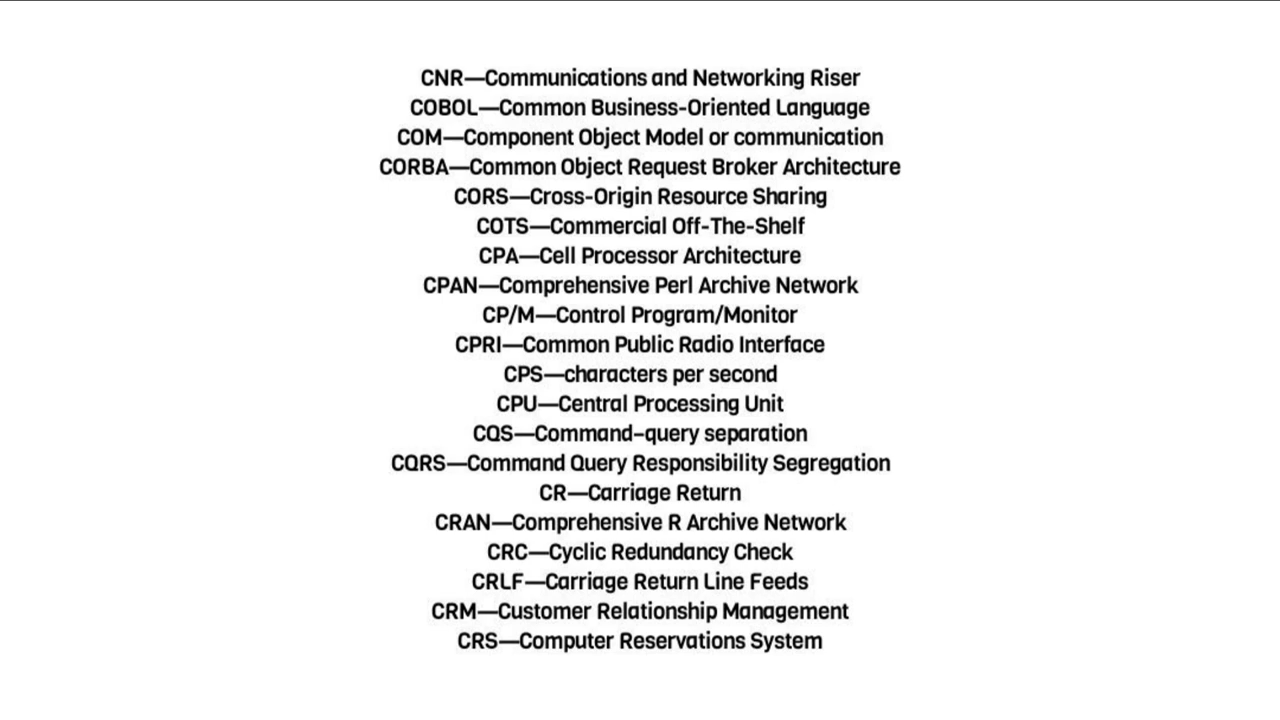 CNR—Communications and Networking Riser
COBOL—Common Business-Oriented Language
COM—Component Object Model or communication
CORBA—Common Object Request Broker Architecture
CORS—Cross-Origin Resource Sharing
COTS—Commercial Off-The-Shelf
CPA—Cell Processor Architecture
CPAN—Comprehensive Perl Archive Network
CP/M—Control Program/Monitor
CPRI—Common Public Radio Interface
CPS—characters per second
CPU—Central Processing Unit
CQS—Command–query separation
CQRS—Command Query Responsibility Segregation
CR—Carriage Return
CRAN—Comprehensive R Archive Network
CRC—Cyclic Redundancy Check
CRLF—Carriage Return Line Feeds
CRM—Customer Relationship Management
CRS—Computer Reservations System